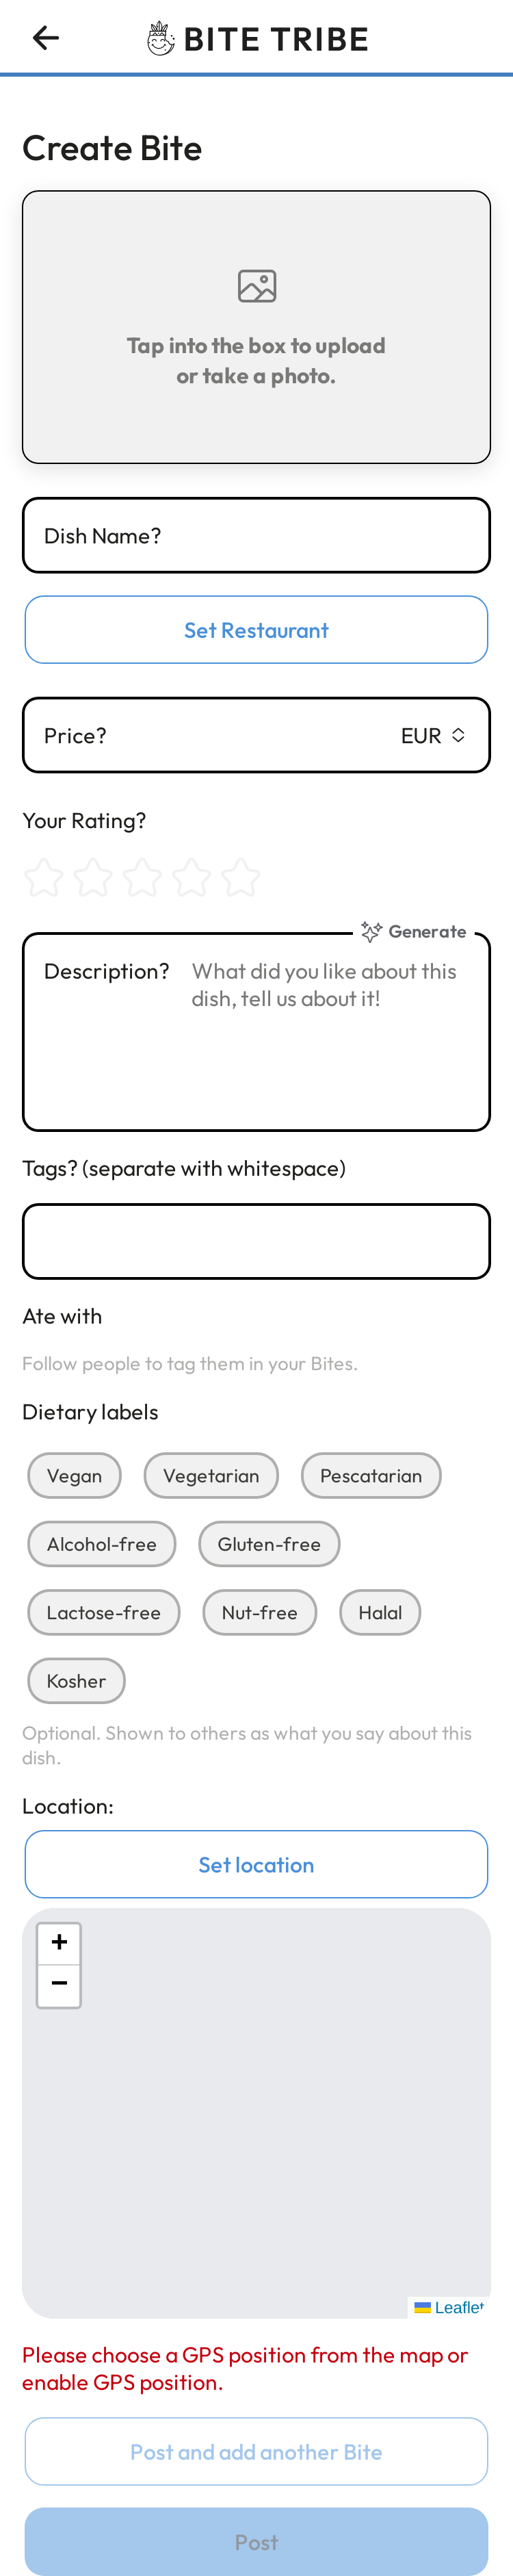 BITE TRIBE
Create Bite
Tap into the box to upload
or take a photo.
Dish Name?
Set Restaurant
Price?
EUR
Your Rating?
Generate
Description?
What did you like about this
dish, tell us about it!
Tags? (separate with whitespace)
Ate with
Follow people to tag them in your Bites.
Dietary labels
Vegan
Vegetarian
Pescatarian
Alcohol-free
Gluten-free
Lactose-free
Nut-free
Halal
Kosher
Optional. Shown to others as what you say about this
dish.
Location:
Set location
+
−
Leaflet
Please choose a GPS position from the map or
enable GPS position.
Post and add another Bite
Post